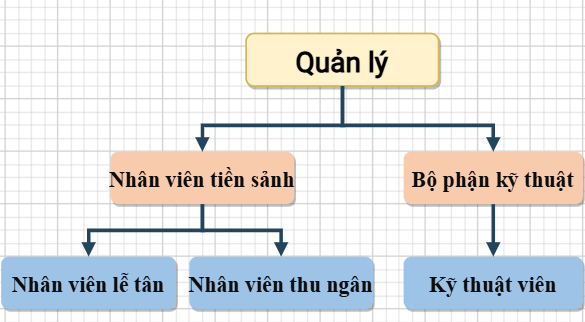 Quản lý
Nhân viên tiền sảnh
Bộ phận kỹ thuật
Nhân viên lễ tân
Nhân viên thu ngân
Kỹ thuật viên